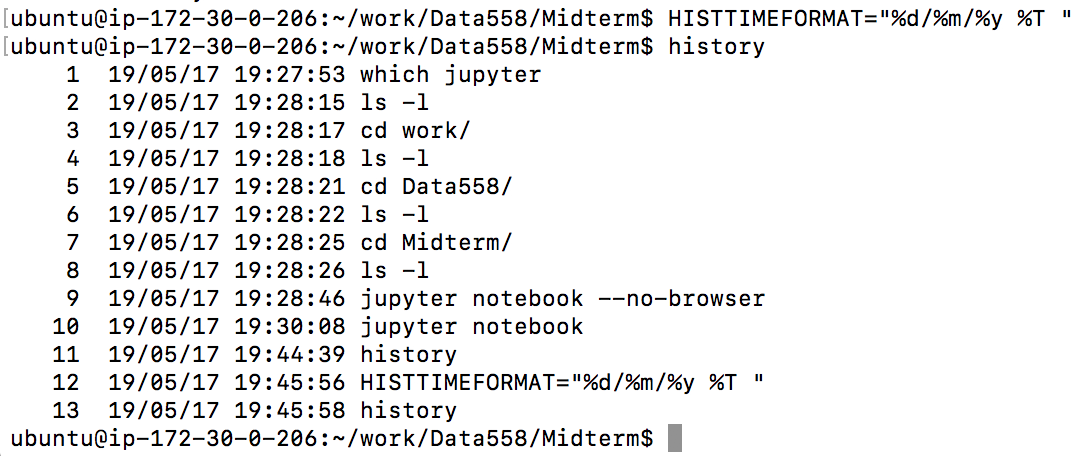 [ubuntu@ip-172-30-0-206:~/work/Data558/Midterm$ HISTTIMEFORMAT="%d/%m/%y %T "
[ubuntu@ip-172-30-0-206:~/work/Data558/Midterm$ history
    1  19/05/17 19:27:53 which jupyter
    2  19/05/17 19:28:15 ls -l
    3  19/05/17 19:28:17 cd work/
    4  19/05/17 19:28:18 ls -l
    5  19/05/17 19:28:21 cd Data558/
    6  19/05/17 19:28:22 ls -l
    7  19/05/17 19:28:25 cd Midterm/
    8  19/05/17 19:28:26 ls -l
    9  19/05/17 19:28:46 jupyter notebook --no-browser
   10  19/05/17 19:30:08 jupyter notebook
   11  19/05/17 19:44:39 history
   12  19/05/17 19:45:56 HISTTIMEFORMAT="%d/%m/%y %T "
   13  19/05/17 19:45:58 history
ubuntu@ip-172-30-0-206:~/work/Data558/Midterm$